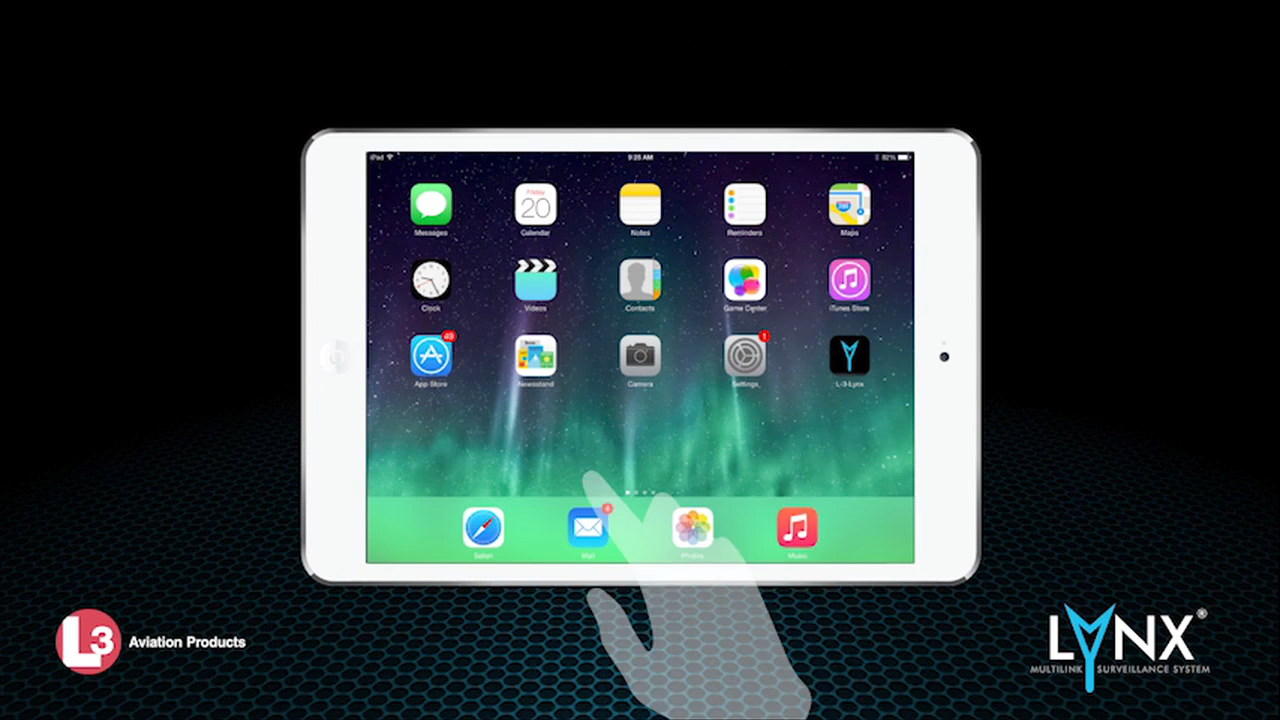 iPad 9:25 AM 82%
Friday
20
Messages Calendar Notes Reminders Maps
280
Clock Videos Contacts Game Center iTunes Store
1
App Store Newsstand Camera Settings L-3-Lynx
4
Safari Mail Photos Music
L3 Aviation Products
LYNX®
MULTILINK SURVEILLANCE SYSTEM